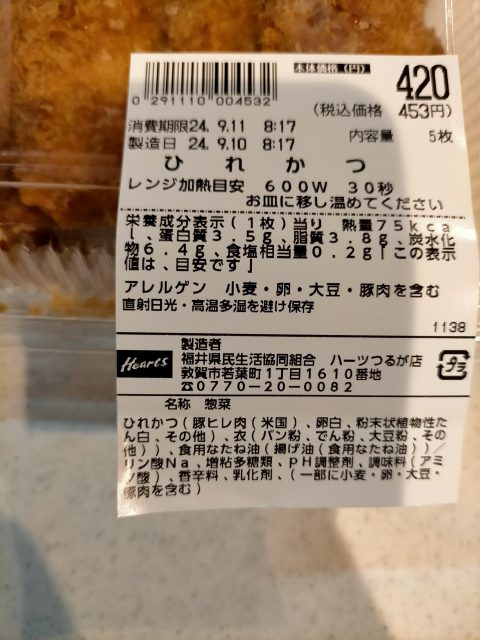 本体価格(円) 420
(税込価格 453円)
0 291110 004532
消費期限24. 9.11 8:17
製造日 24. 9.10 8:17
内容量 5枚
ひれかつ
レンジ加熱目安 600W 30秒
お皿に移し温めてください
栄養成分表示(1枚)当り 熱量75kca
l、蛋白質3.5g、脂質3.8g、炭水化
物6.4g、食塩相当量0.2g[この表示
値は、目安です]
アレルゲン 小麦・卵・大豆・豚肉を含む
直射日光・高温多湿を避け保存
1138
製造者
Hearts
福井県民生活協同組合 ハーツつるが店
敦賀市若葉町1丁目1610番地
☎0770-20-0082
プラ
名称 惣菜
ひれかつ(豚ヒレ肉(米国)、卵白、粉末状植物性た
ん白、その他)、衣(パン粉、でん粉、大豆粉、その
他))、食用なたね油(揚げ油(食用なたね油))/
リン酸Na、増粘多糖類、pH調整剤、調味料(アミ
ノ酸)、香辛料、乳化剤、(一部に小麦・卵・大豆・
豚肉を含む)